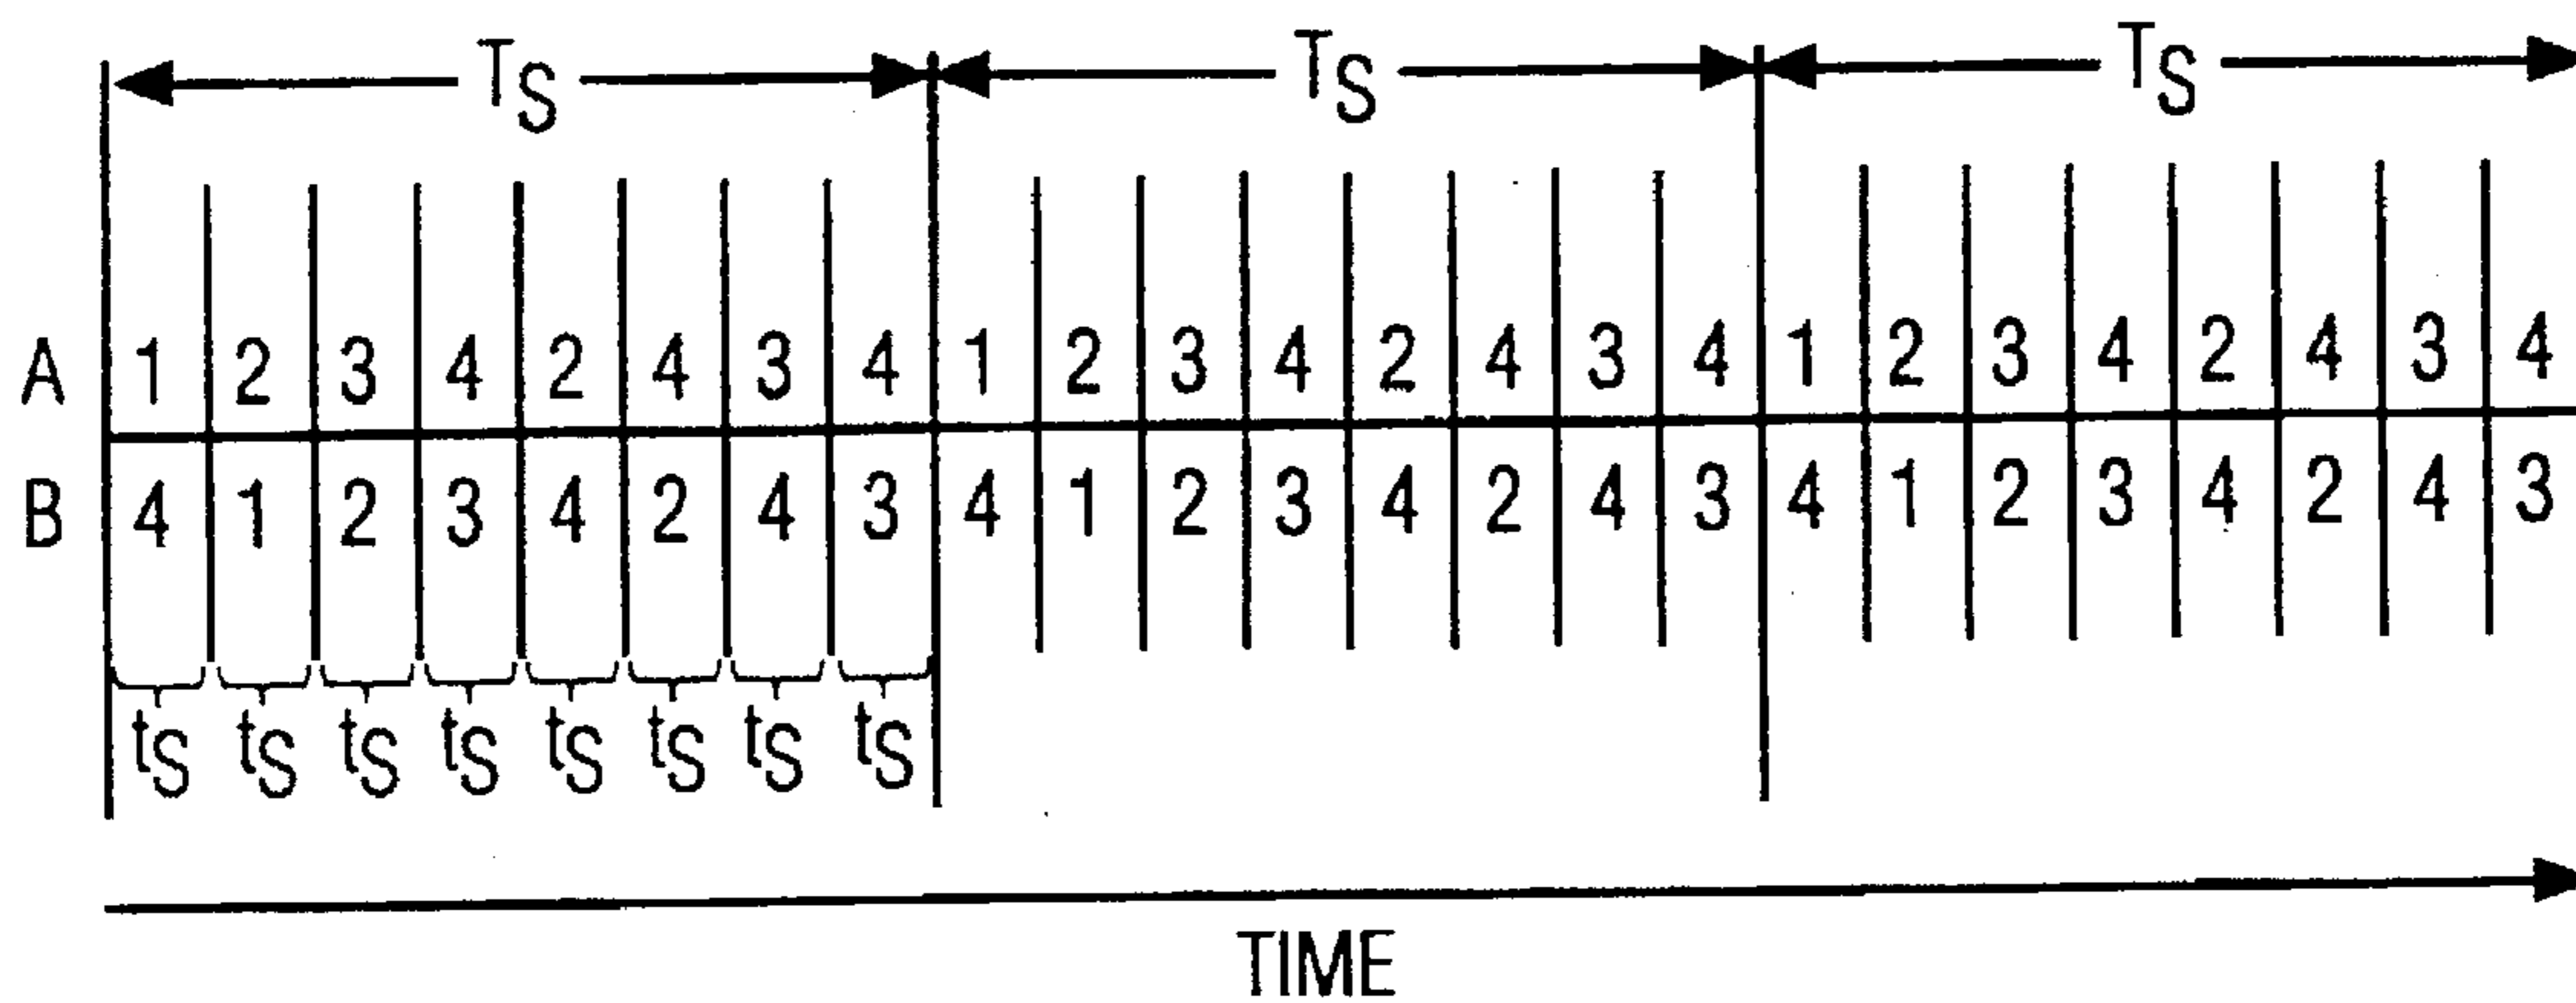 TS TS TS
A 1 2 3 4 2 4 3 4 1 2 3 4 2 4 3 4 1 2 3 4 2 4 3 4
B 4 1 2 3 4 2 4 3 4 1 2 3 4 2 4 3 4 1 2 3 4 2 4 3
tS tS tS tS tS tS tS tS
TIME